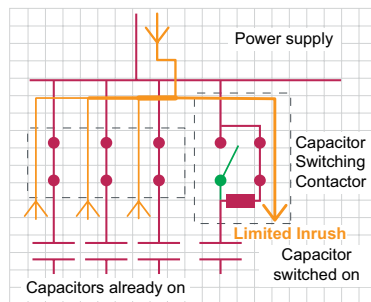 Power supply
Capacitor
Switching
Contactor
Limited Inrush
Capacitor
switched on
Capacitors already on